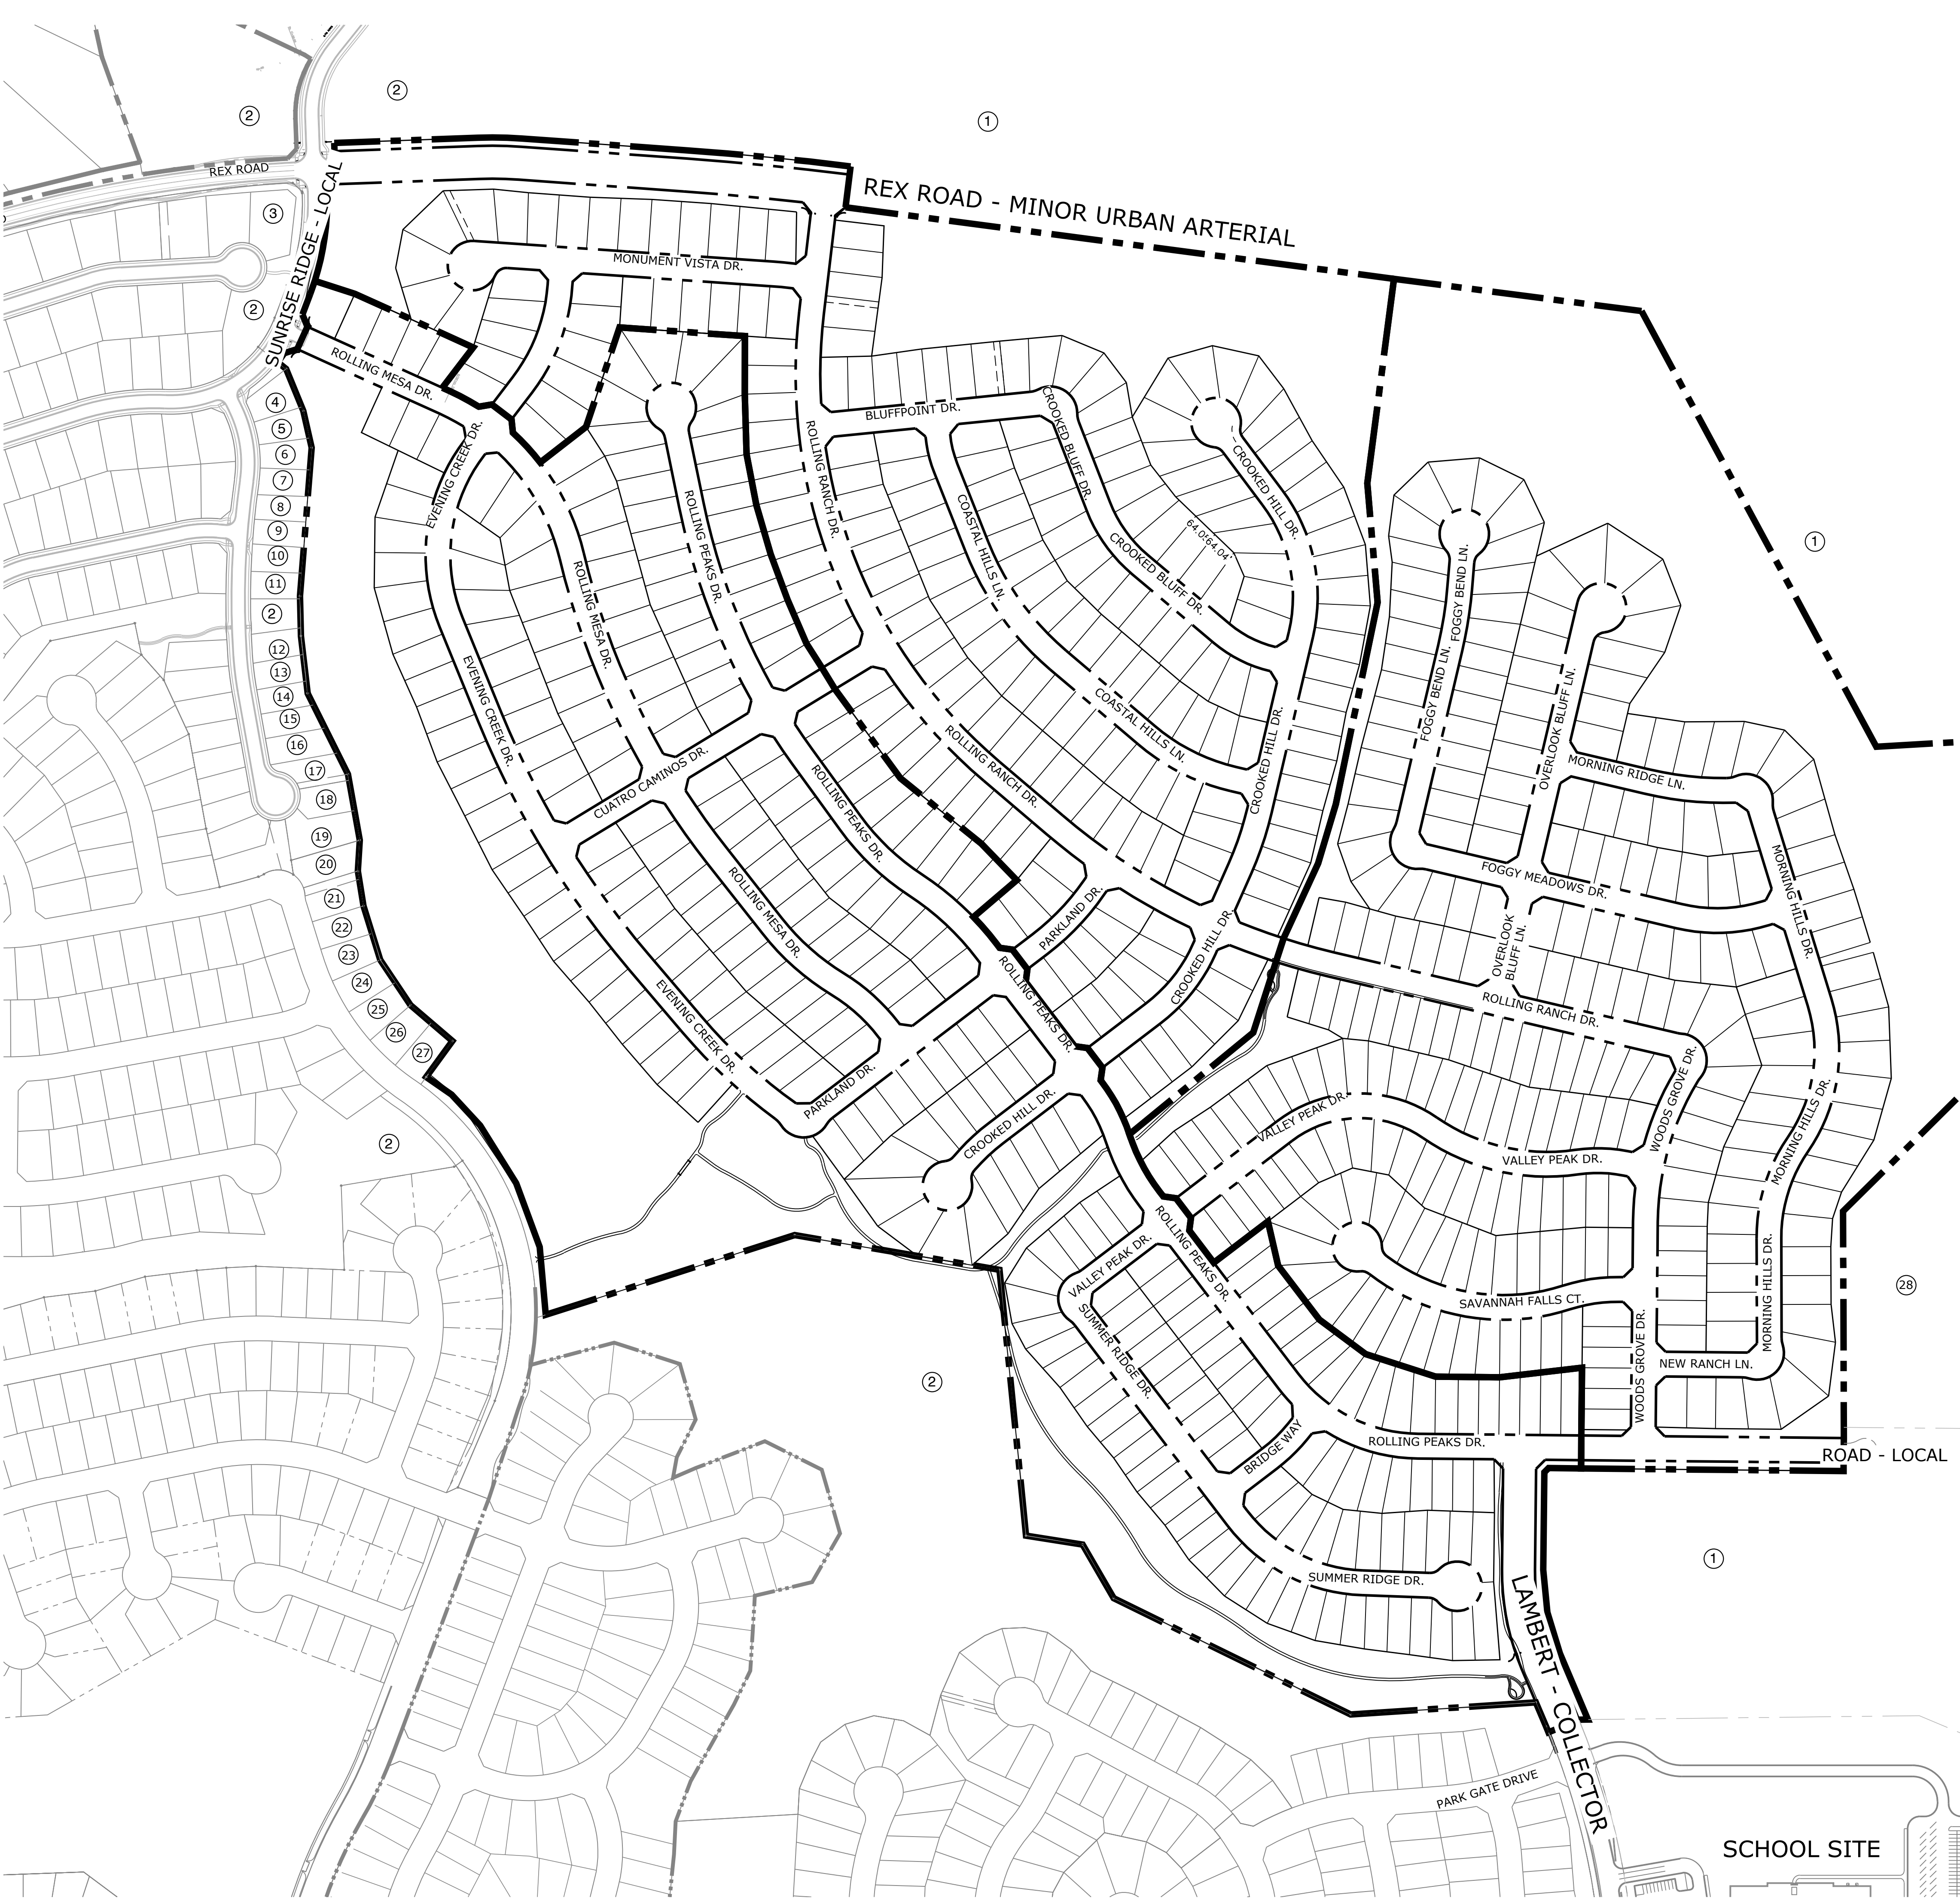 2
2
1
REX ROAD
SUNRISE RIDGE - LOCAL
REX ROAD - MINOR URBAN ARTERIAL
3
2
MONUMENT VISTA DR.
ROLLING MESA DR.
4
5
6
7
8
9
10
11
2
12
13
14
15
16
17
18
19
20
21
22
23
24
25
26
27
2
EVENING CREEK DR.
BLUFFPOINT DR.
CROOKED BLUFF DR.
ROLLING RANCH DR.
CROOKED HILL DR.
COASTAL HILLS LN.
ROLLING PEAKS DR.
64.0'
64.04'
1
CROOKED BLUFF DR.
ROLLING MESA DR.
FOGGY BEND LN.
FOGGY BEND LN.
OVERLOOK BLUFF LN.
EVENING CREEK DR.
COASTAL HILLS LN.
CROOKED HILL DR.
ROLLING RANCH DR.
CUATRO CAMINOS DR.
ROLLING PEAKS DR.
MORNING RIDGE LN.
MORNING HILLS DR.
FOGGY MEADOWS DR.
OVERLOOK
BLUFF LN.
ROLLING MESA DR.
PARKLAND DR.
CROOKED HILL DR.
ROLLING PEAKS DR.
ROLLING RANCH DR.
EVENING CREEK DR.
PARKLAND DR.
CROOKED HILL DR.
VALLEY PEAK DR.
WOODS GROVE DR.
MORNING HILLS DR.
VALLEY PEAK DR.
VALLEY PEAK DR.
ROLLING PEAKS DR.
SUMMER RIDGE DR.
SAVANNAH FALLS CT.
MORNING HILLS DR.
28
WOODS GROVE DR.
NEW RANCH LN.
2
BRIDGE WAY
ROLLING PEAKS DR.
ROAD - LOCAL
1
SUMMER RIDGE DR.
LAMBERT - COLLECTOR
PARK GATE DRIVE
SCHOOL SITE